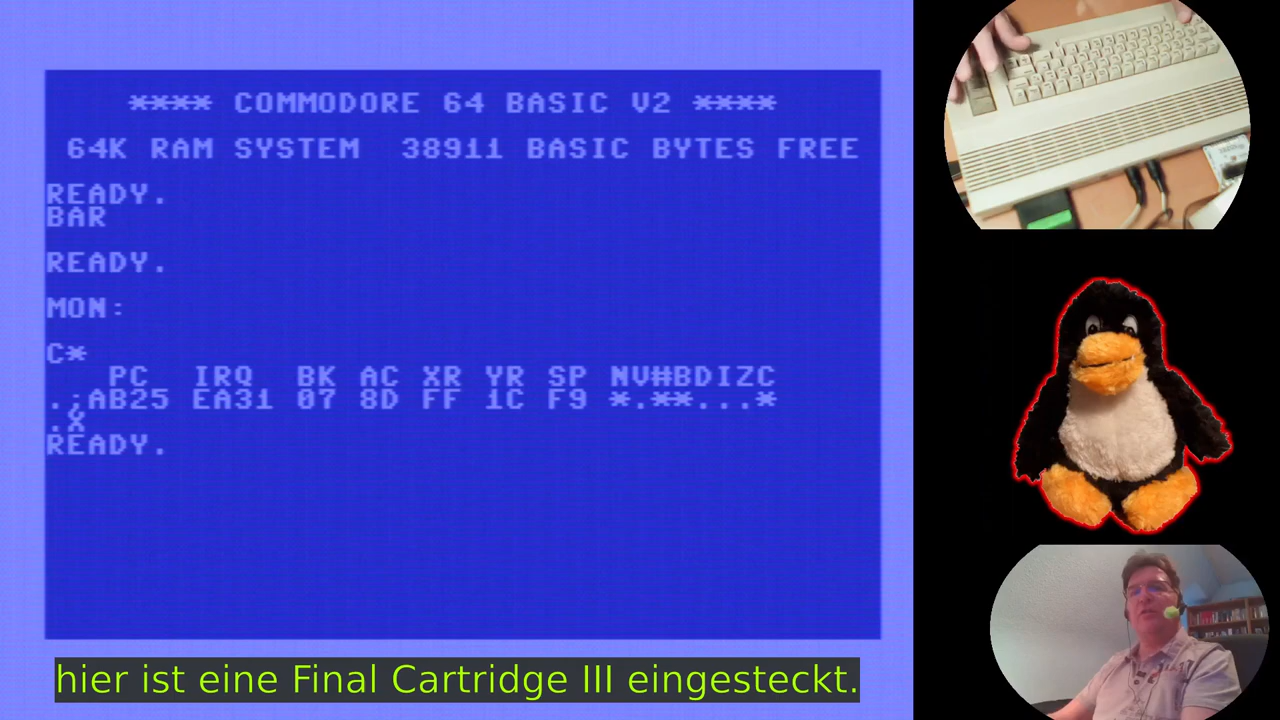 **** COMMODORE 64 BASIC V2 ****
64K RAM SYSTEM  38911 BASIC BYTES FREE
READY.
BAR
READY.
MON:
C*
PC  IRQ  BK AC XR YR SP NV#BDIZC
.;AB25 EA31 07 8D FF 1C F9 *.**...*
.X
READY.
hier ist eine Final Cartridge III eingesteckt.